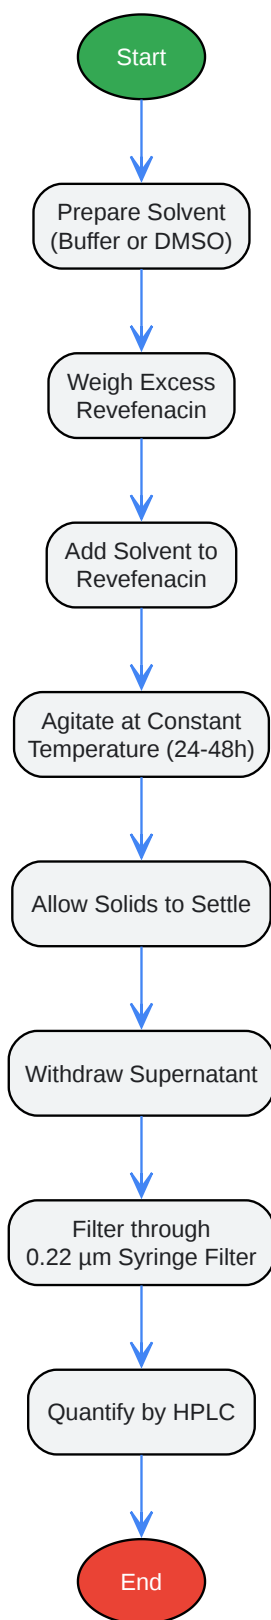 Start
Prepare Solvent
(Buffer or DMSO)
Weigh Excess
Revefenacin
Add Solvent to
Revefenacin
Agitate at Constant
Temperature (24-48h)
Allow Solids to Settle
Withdraw Supernatant
Filter through
0.22 µm Syringe Filter
Quantify by HPLC
End